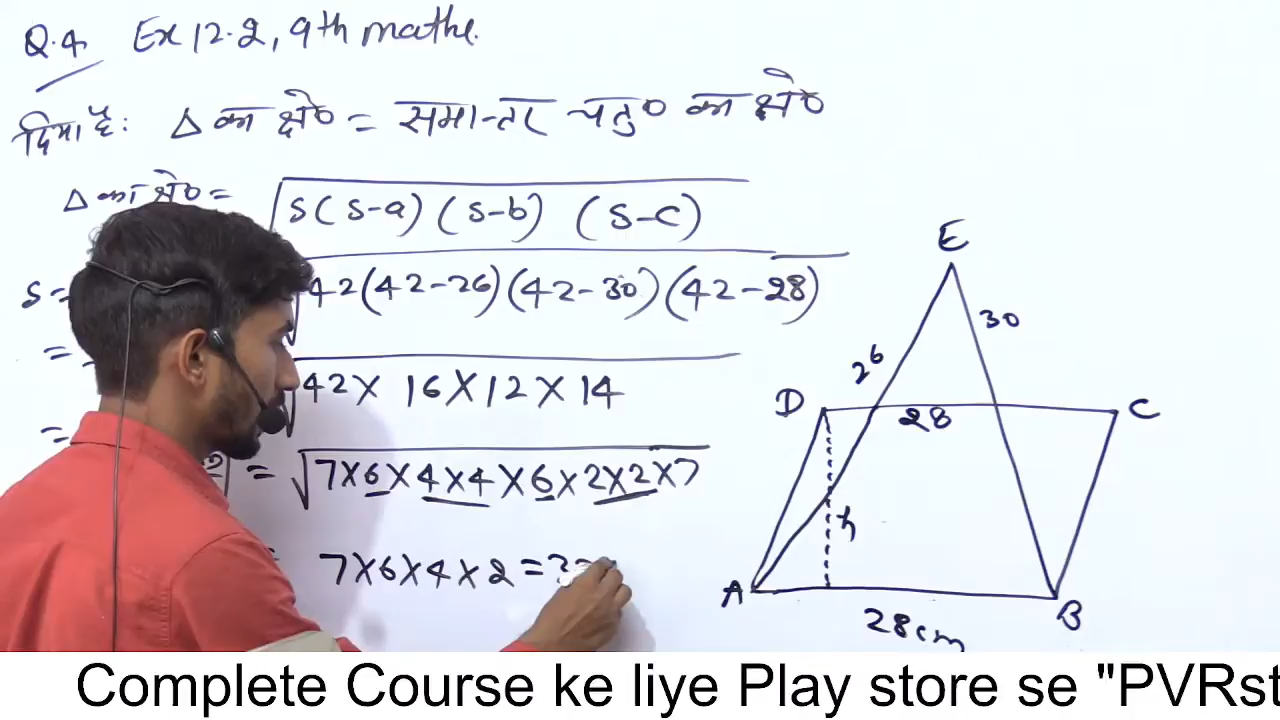 Q.4 Ex 12.2, 9th mathe.
दिया है: Δ का क्षे० = समान्तर चतु० का क्षे०
Δ का क्षे० = √s(s-a) (s-b) (s-c)
s=
√42(42-26)(42-30)(42-28)
=
√42× 16×12×14
=
= √7×6×4×4×6×2×2×7
7×6×4×2=33
E
30
26
D
28
C
h
A
B
28cm
Complete Course ke liye Play store se "PVRst